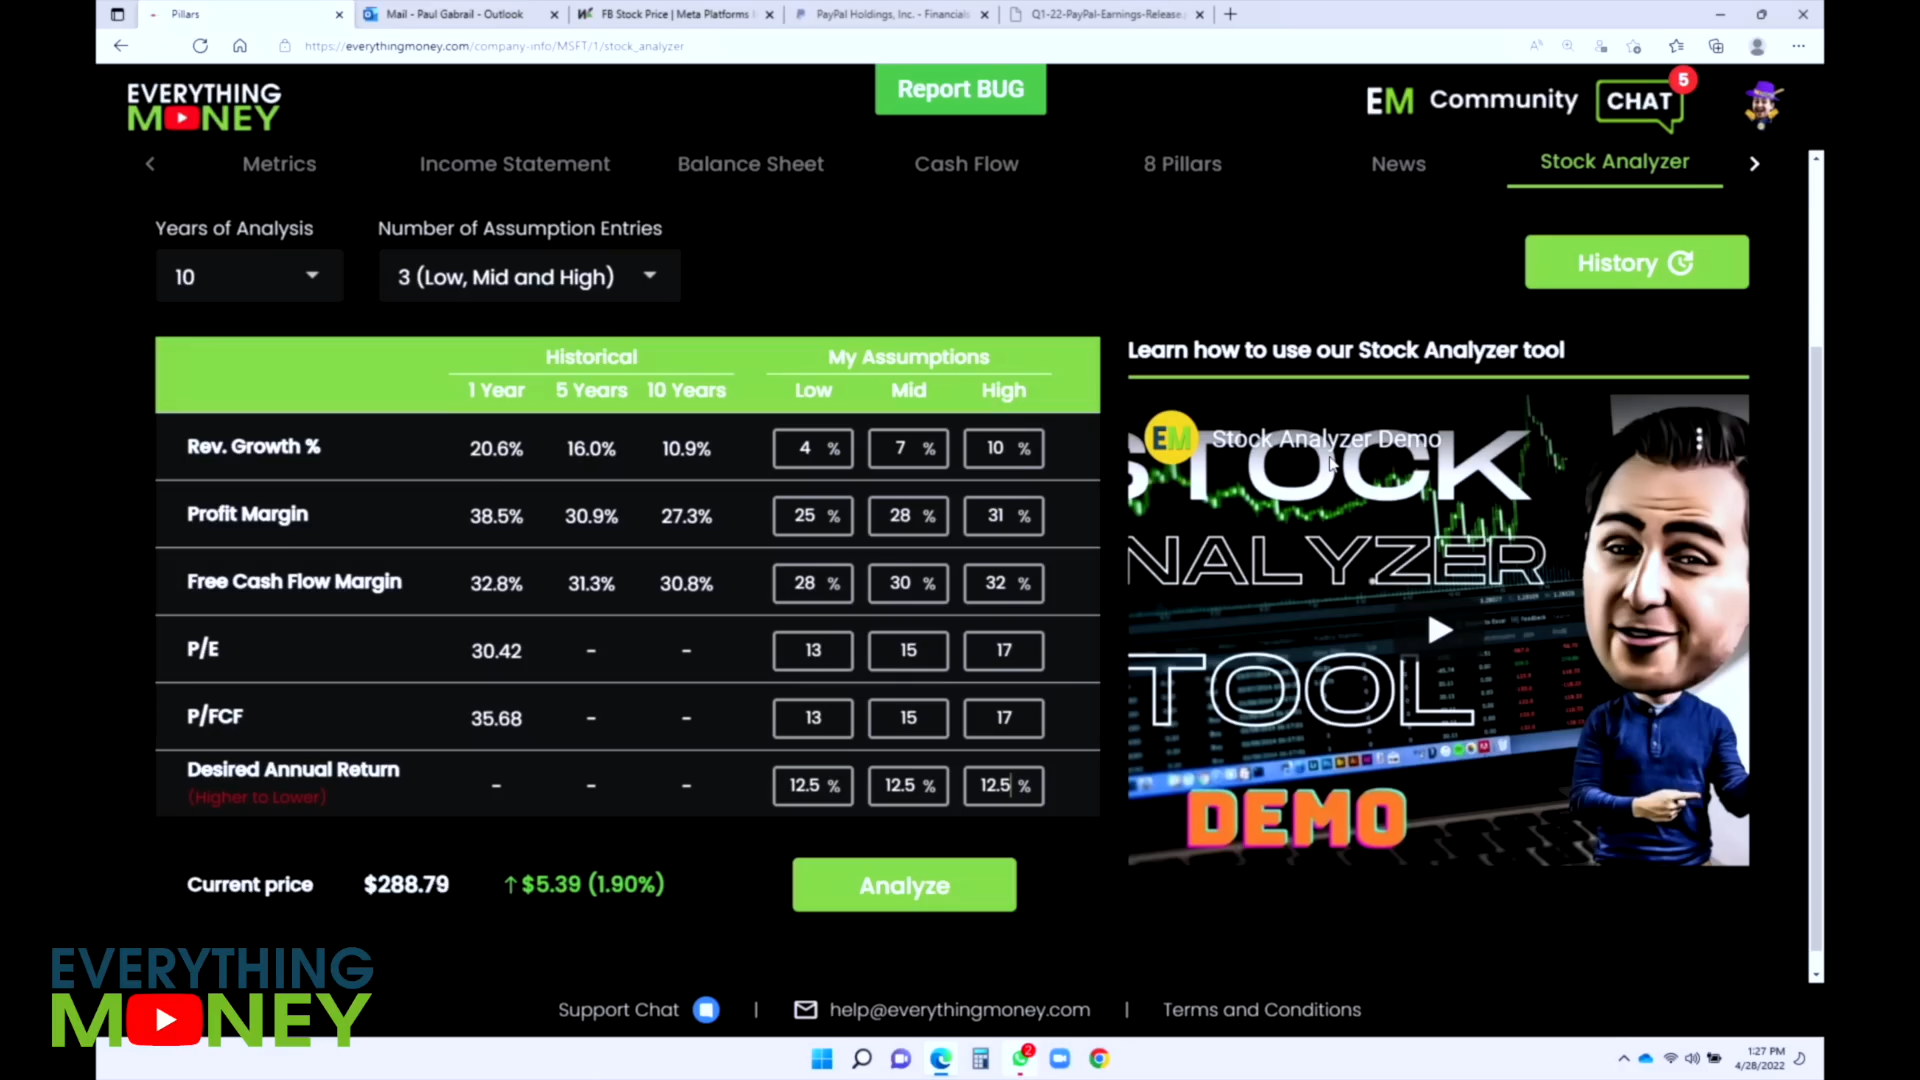 Pillars
Mail - Paul Gabrail - Outlook
FB Stock Price | Meta Platforms
PayPal Holdings, Inc. - Financials
Q1-22-PayPal-Earnings-Release.
https://everythingmoney.com/company-info/MSFT/1/stock_analyzer
EVERYTHING
MONEY
Report BUG
EM Community
CHAT
5
Metrics
Income Statement
Balance Sheet
Cash Flow
8 Pillars
News
Stock Analyzer
Years of Analysis
Number of Assumption Entries
10
3 (Low, Mid and High)
History
Historical
My Assumptions
1 Year 5 Years 10 Years Low Mid High
Rev. Growth % 20.6% 16.0% 10.9% 4 % 7 % 10 %
Profit Margin 38.5% 30.9% 27.3% 25 % 28 % 31 %
Free Cash Flow Margin 32.8% 31.3% 30.8% 28 % 30 % 32 %
P/E 30.42 - - 13 15 17
P/FCF 35.68 - - 13 15 17
Desired Annual Return - - - 12.5 % 12.5 % 12.5 %
(Higher to Lower)
Current price $288.79 ↑ $5.39 (1.90%)
Analyze
Learn how to use our Stock Analyzer tool
EM
Stock Analyzer Demo
STOCK
NALYZER
TOOL
DEMO
EVERYTHING
MONEY
Support Chat | help@everythingmoney.com | Terms and Conditions
2
1:27 PM
4/28/2022